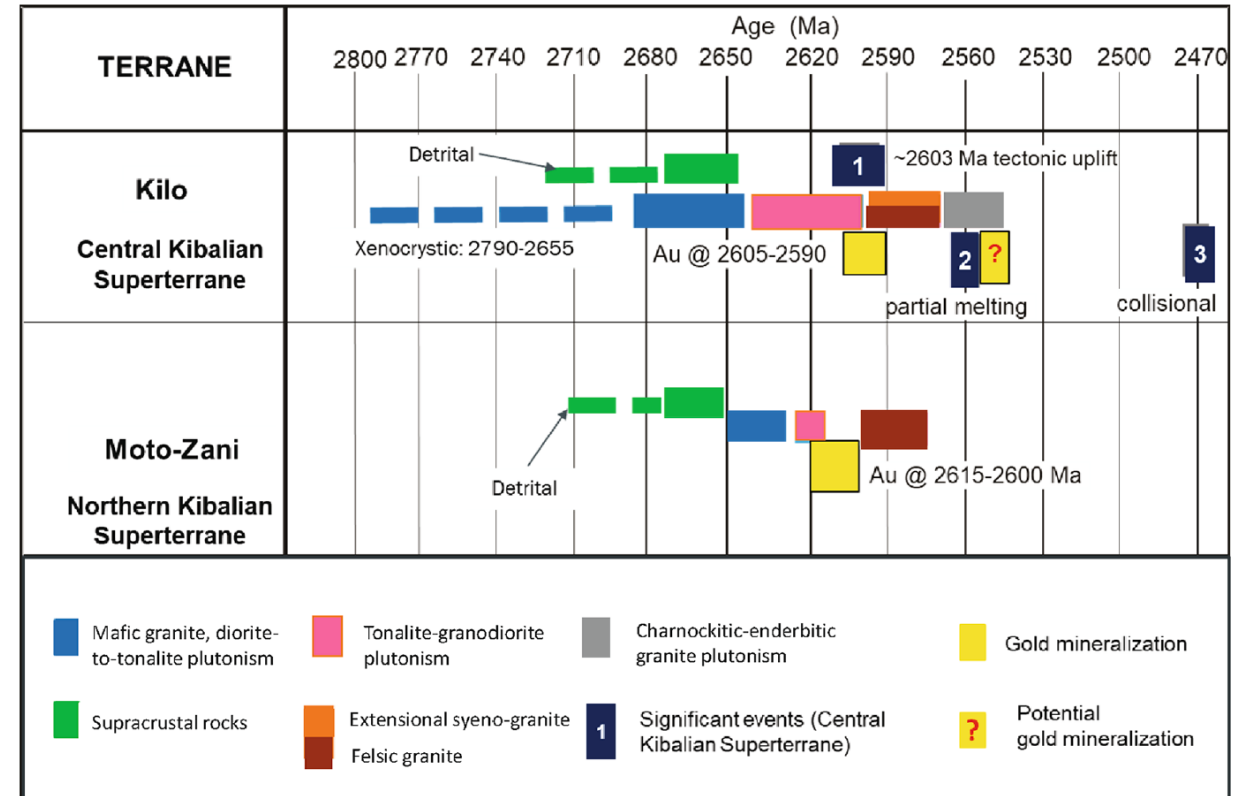 TERRANE
Age (Ma)
2800 2770 2740 2710 2680 2650 2620 2590 2560 2530 2500 2470
Kilo
Central Kibalian
Superterrane
Detrital
1
~2603 Ma tectonic uplift
Xenocrystic: 2790-2655
Au @ 2605-2590
2
?
3
partial melting
collisional
Moto-Zani
Northern Kibalian
Superterrane
Detrital
Au @ 2615-2600 Ma
Mafic granite, diorite-
to-tonalite plutonism
Tonalite-granodiorite
plutonism
Charnockitic-enderbitic
granite plutonism
Gold mineralization
Supracrustal rocks
Extensional syeno-granite
Felsic granite
1
Significant events (Central
Kibalian Superterrane)
?
Potential
gold mineralization